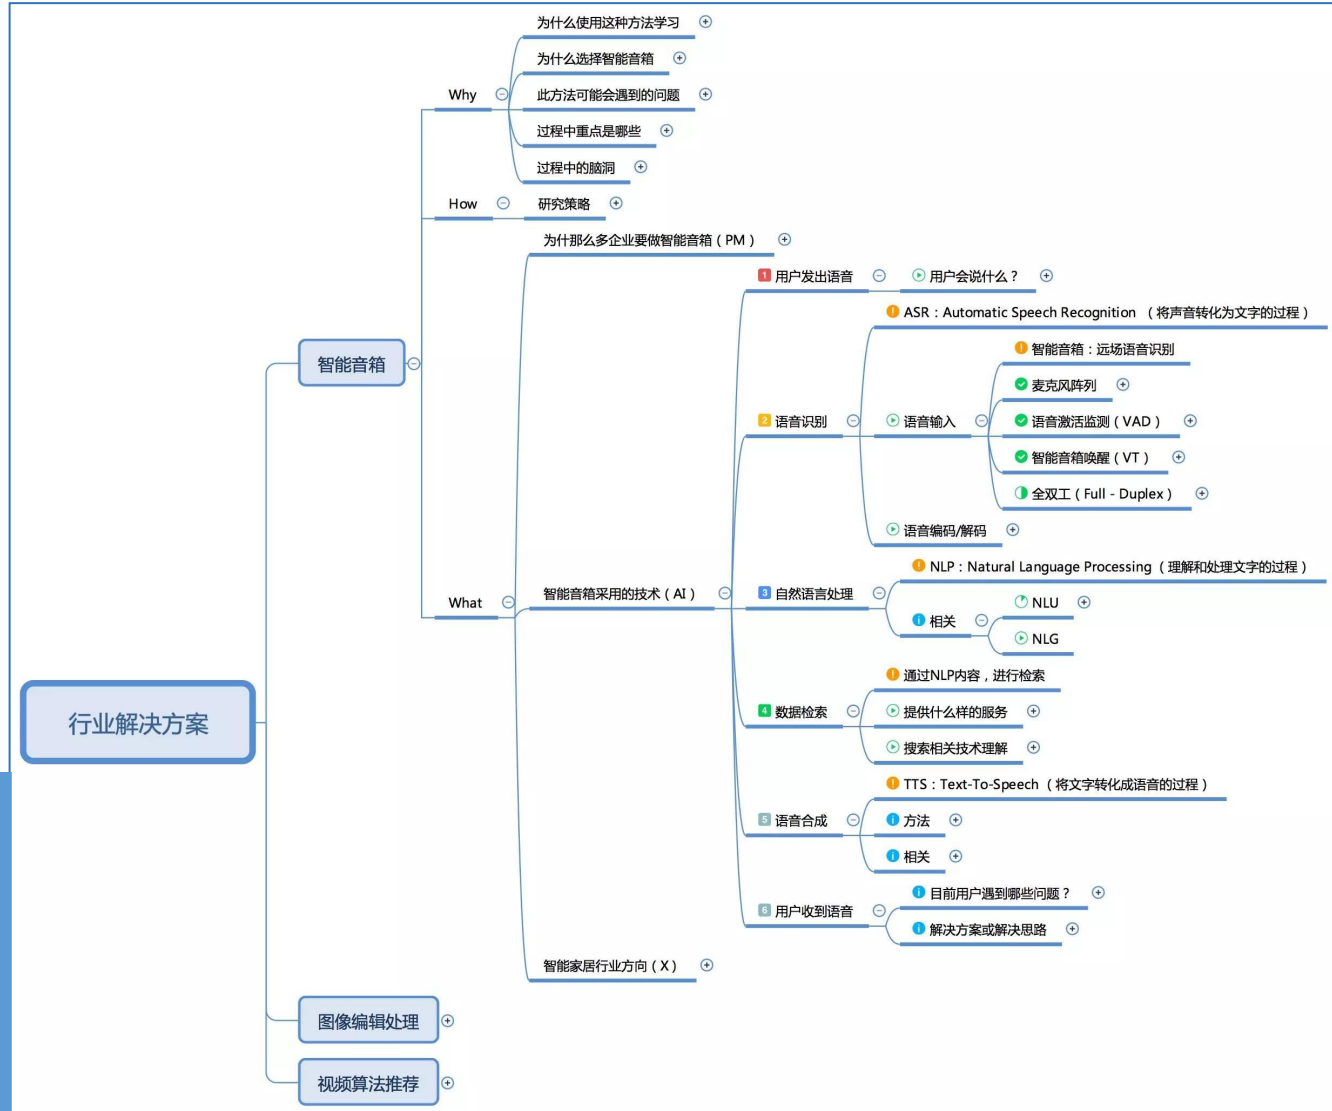 为什么使用这种方法学习
为什么选择智能音箱
Why
此方法可能会遇到的问题
过程中重点是哪些
过程中的脑洞
How
研究策略
为什那么多企业要做智能音箱（PM）
1 用户发出语音
用户会说什么？
ASR：Automatic Speech Recognition （将声音转化为文字的过程）
智能音箱：远场语音识别
智能音箱
麦克风阵列
2 语音识别
语音输入
语音激活监测（VAD）
智能音箱唤醒（VT）
全双工（Full - Duplex）
语音编码/解码
NLP：Natural Language Processing（理解和处理文字的过程）
What
智能音箱采用的技术（AI）
3 自然语言处理
NLU
相关
NLG
通过NLP内容，进行检索
行业解决方案
4 数据检索
提供什么样的服务
搜索相关技术理解
TTS：Text-To-Speech（将文字转化成语音的过程）
5 语音合成
方法
相关
目前用户遇到哪些问题？
6 用户收到语音
解决方案或解决思路
智能家居行业方向（X）
图像编辑处理
视频算法推荐